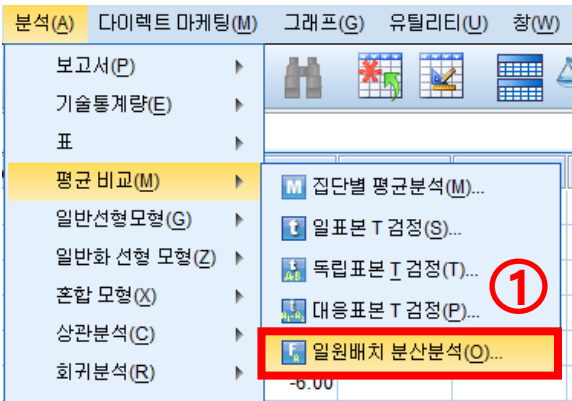 분석(A) 다이렉트 마케팅(M) 그래프(G) 유틸리티(U) 창(W)
보고서(P)
기술통계량(E)
표
평균 비교(M)
일반선형모형(G)
일반화 선형 모형(Z)
혼합 모형(X)
상관분석(C)
회귀분석(R)
M 집단별 평균분석(M)...
t 일표본 T 검정(S)...
독립표본 T 검정(T)...
대응표본 T 검정(P)...
일원배치 분산분석(O)...
①
-6.00